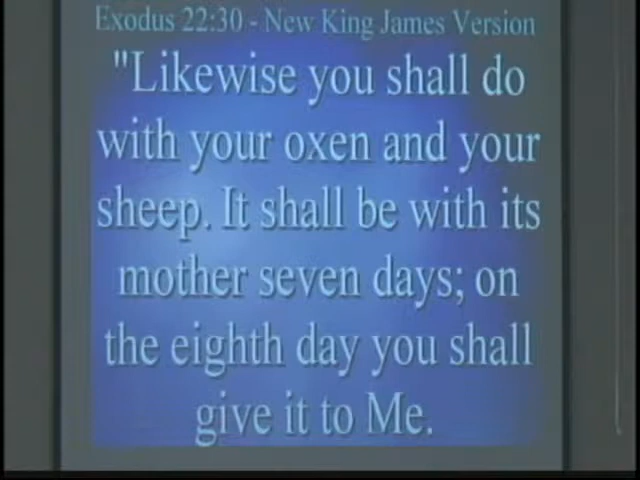 Exodus 22:30 - New King James Version
"Likewise you shall do
with your oxen and your
sheep. It shall be with its
mother seven days; on
the eighth day you shall
give it to Me.